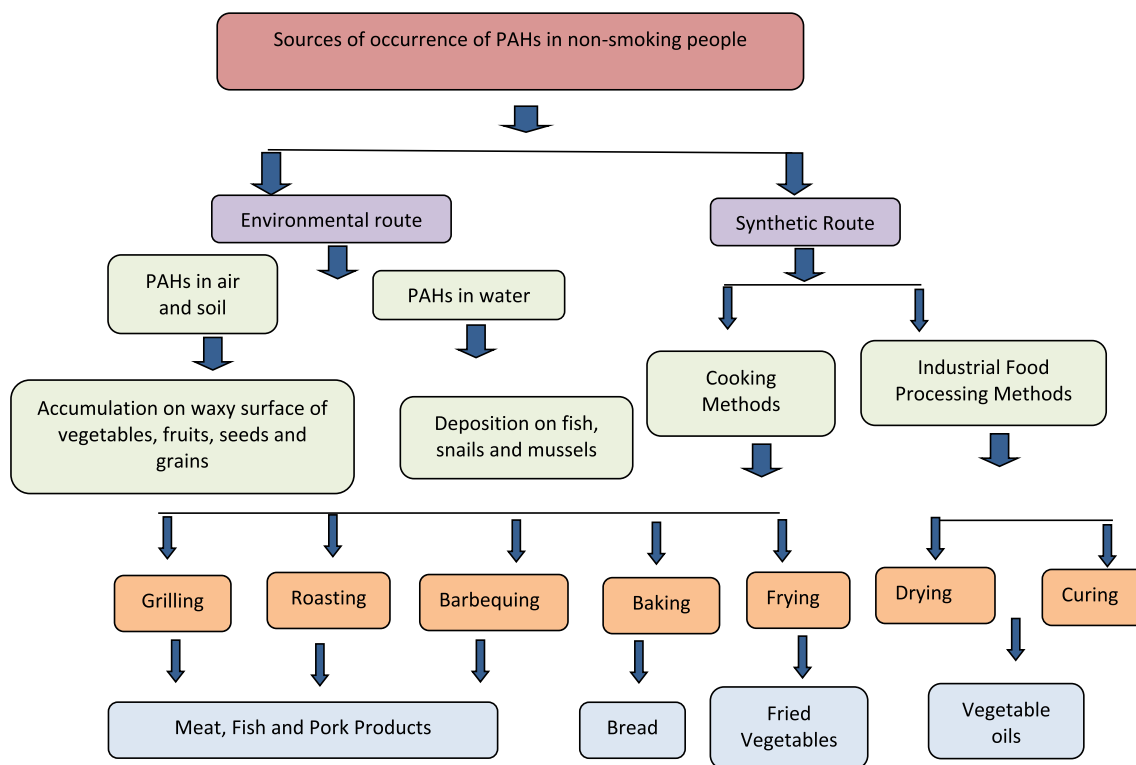 Sources of occurrence of PAHs in non-smoking people
Environmental route
Synthetic Route
PAHs in air
and soil
PAHs in water
Cooking
Methods
Industrial Food
Processing Methods
Accumulation on waxy surface of
vegetables, fruits, seeds and
grains
Deposition on fish,
snails and mussels
Grilling
Roasting
Barbequing
Baking
Frying
Drying
Curing
Meat, Fish and Pork Products
Bread
Fried
Vegetables
Vegetable
oils